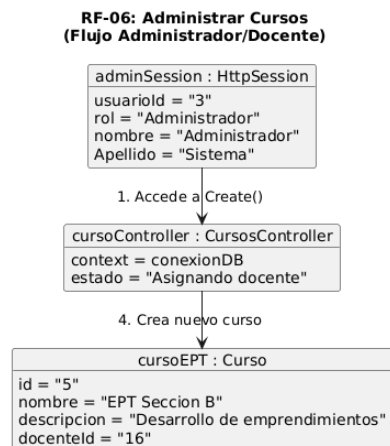 RF-06: Administrar Cursos
(Flujo Administrador/Docente)
adminSession : HttpSession
usuarioId = "3"
rol = "Administrador"
nombre = "Administrador"
Apellido = "Sistema"
1. Accede a Create()
cursoController : CursosController
context = conexionDB
estado = "Asignando docente"
4. Crea nuevo curso
cursoEPT : Curso
id = "5"
nombre = "EPT Seccion B"
descripcion = "Desarrollo de emprendimientos"
docenteId = "16"